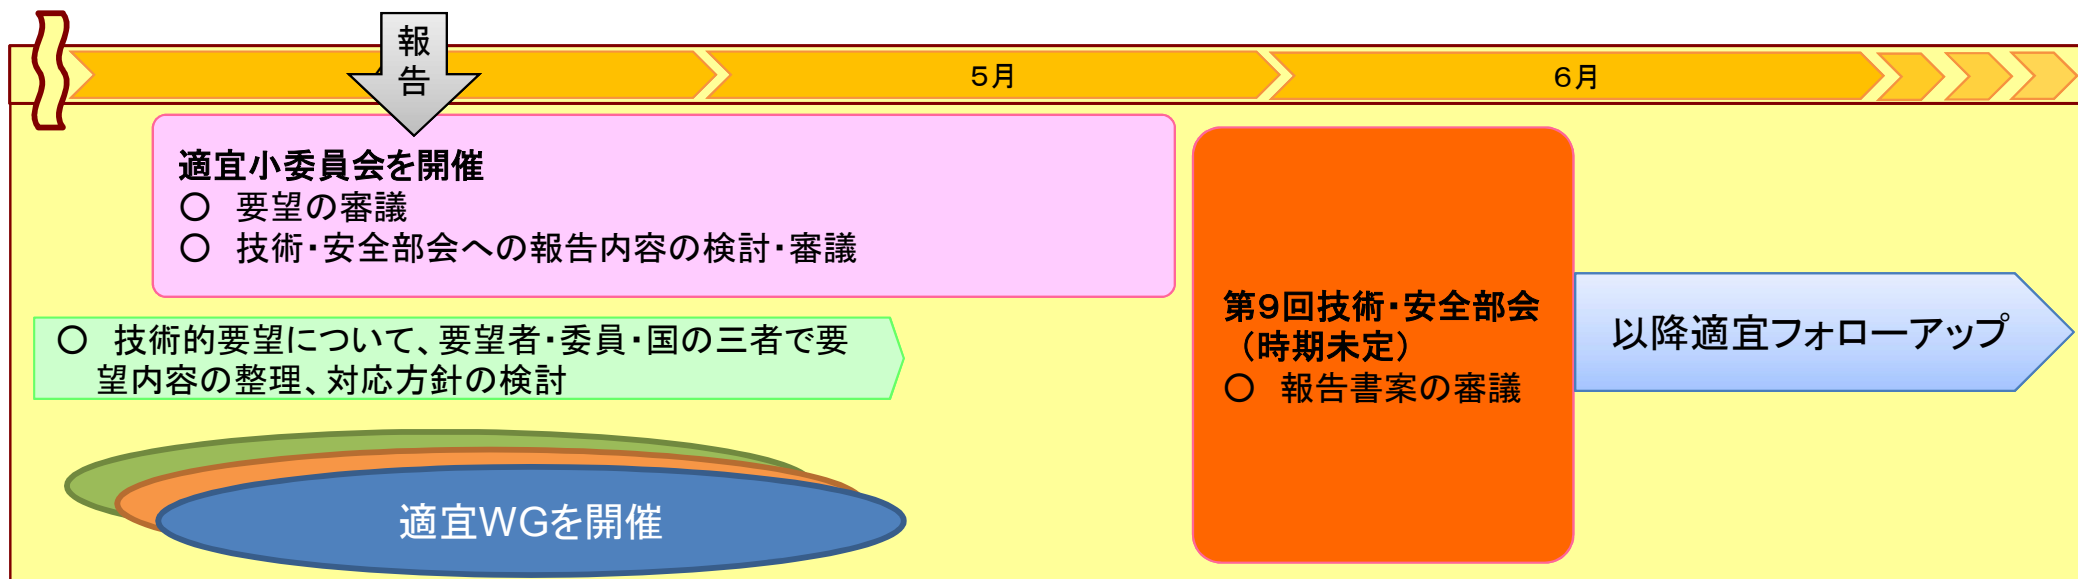 報
告
5月
6月
適宜小委員会を開催
○　要望の審議
○　技術・安全部会への報告内容の検討・審議
○　技術的要望について、要望者・委員・国の三者で要
望内容の整理、対応方針の検討
適宜WGを開催
第9回技術・安全部会
（時期未定）
○　報告書案の審議
以降適宜フォローアップ